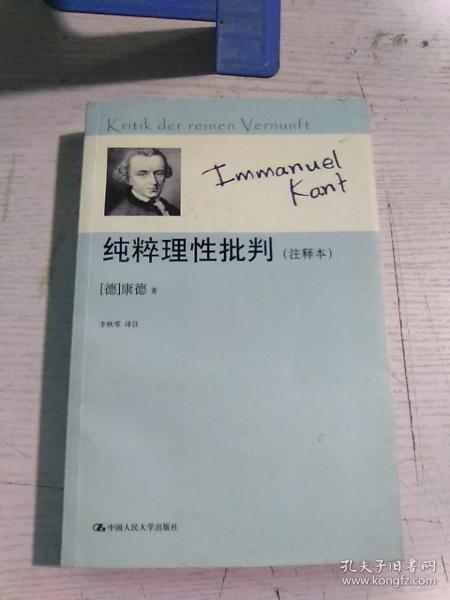 Kritik der reinen Vernunft
Immanuel
Kant
纯粹理性批判（注释本）
[德]康德 著
李秋零 译注
中国人民大学出版社
孔夫子旧书网
www.kongfz.com